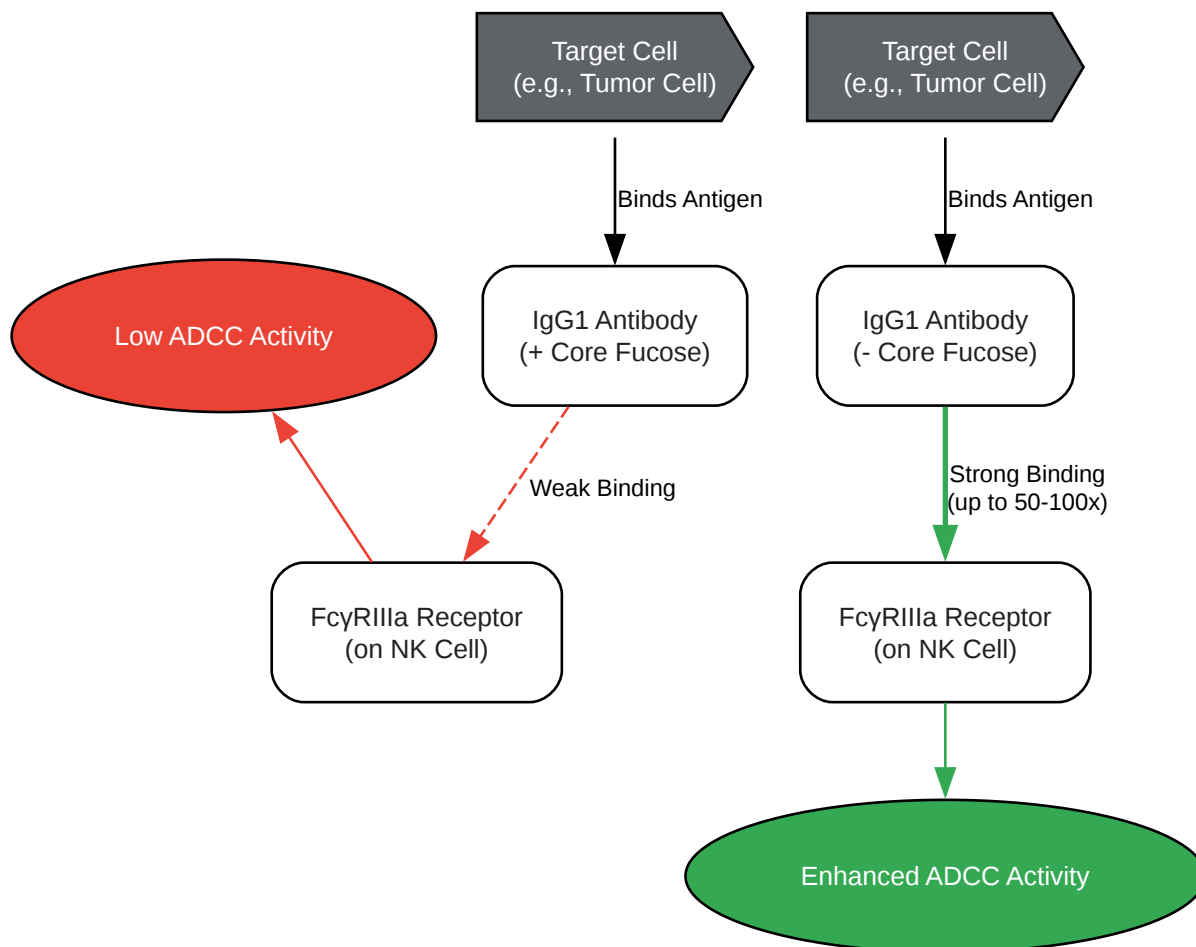 Target Cell
(e.g., Tumor Cell)
Target Cell
(e.g., Tumor Cell)
Binds Antigen
Binds Antigen
Low ADCC Activity
IgG1 Antibody
(+ Core Fucose)
IgG1 Antibody
(- Core Fucose)
Weak Binding
Strong Binding
(up to 50-100x)
FcγRIIIa Receptor
(on NK Cell)
FcγRIIIa Receptor
(on NK Cell)
Enhanced ADCC Activity